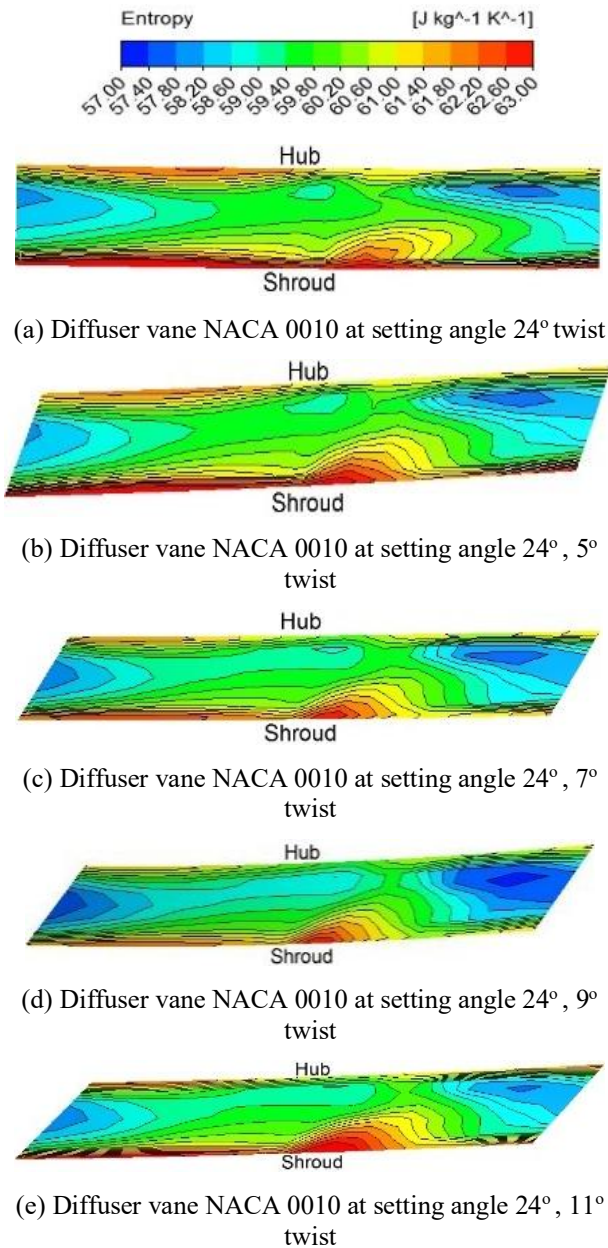 Entropy [J kg^-1 K^-1]
57.00 57.40 57.80 58.20 58.60 59.00 59.40 59.80 60.20 60.60 61.00 61.40 61.80 62.20 62.60 63.00
Hub
Shroud
(a) Diffuser vane NACA 0010 at setting angle 24° twist
Hub
Shroud
(b) Diffuser vane NACA 0010 at setting angle 24°, 5°
twist
Hub
Shroud
(c) Diffuser vane NACA 0010 at setting angle 24°, 7°
twist
Hub
Shroud
(d) Diffuser vane NACA 0010 at setting angle 24°, 9°
twist
Hub
Shroud
(e) Diffuser vane NACA 0010 at setting angle 24°, 11°
twist